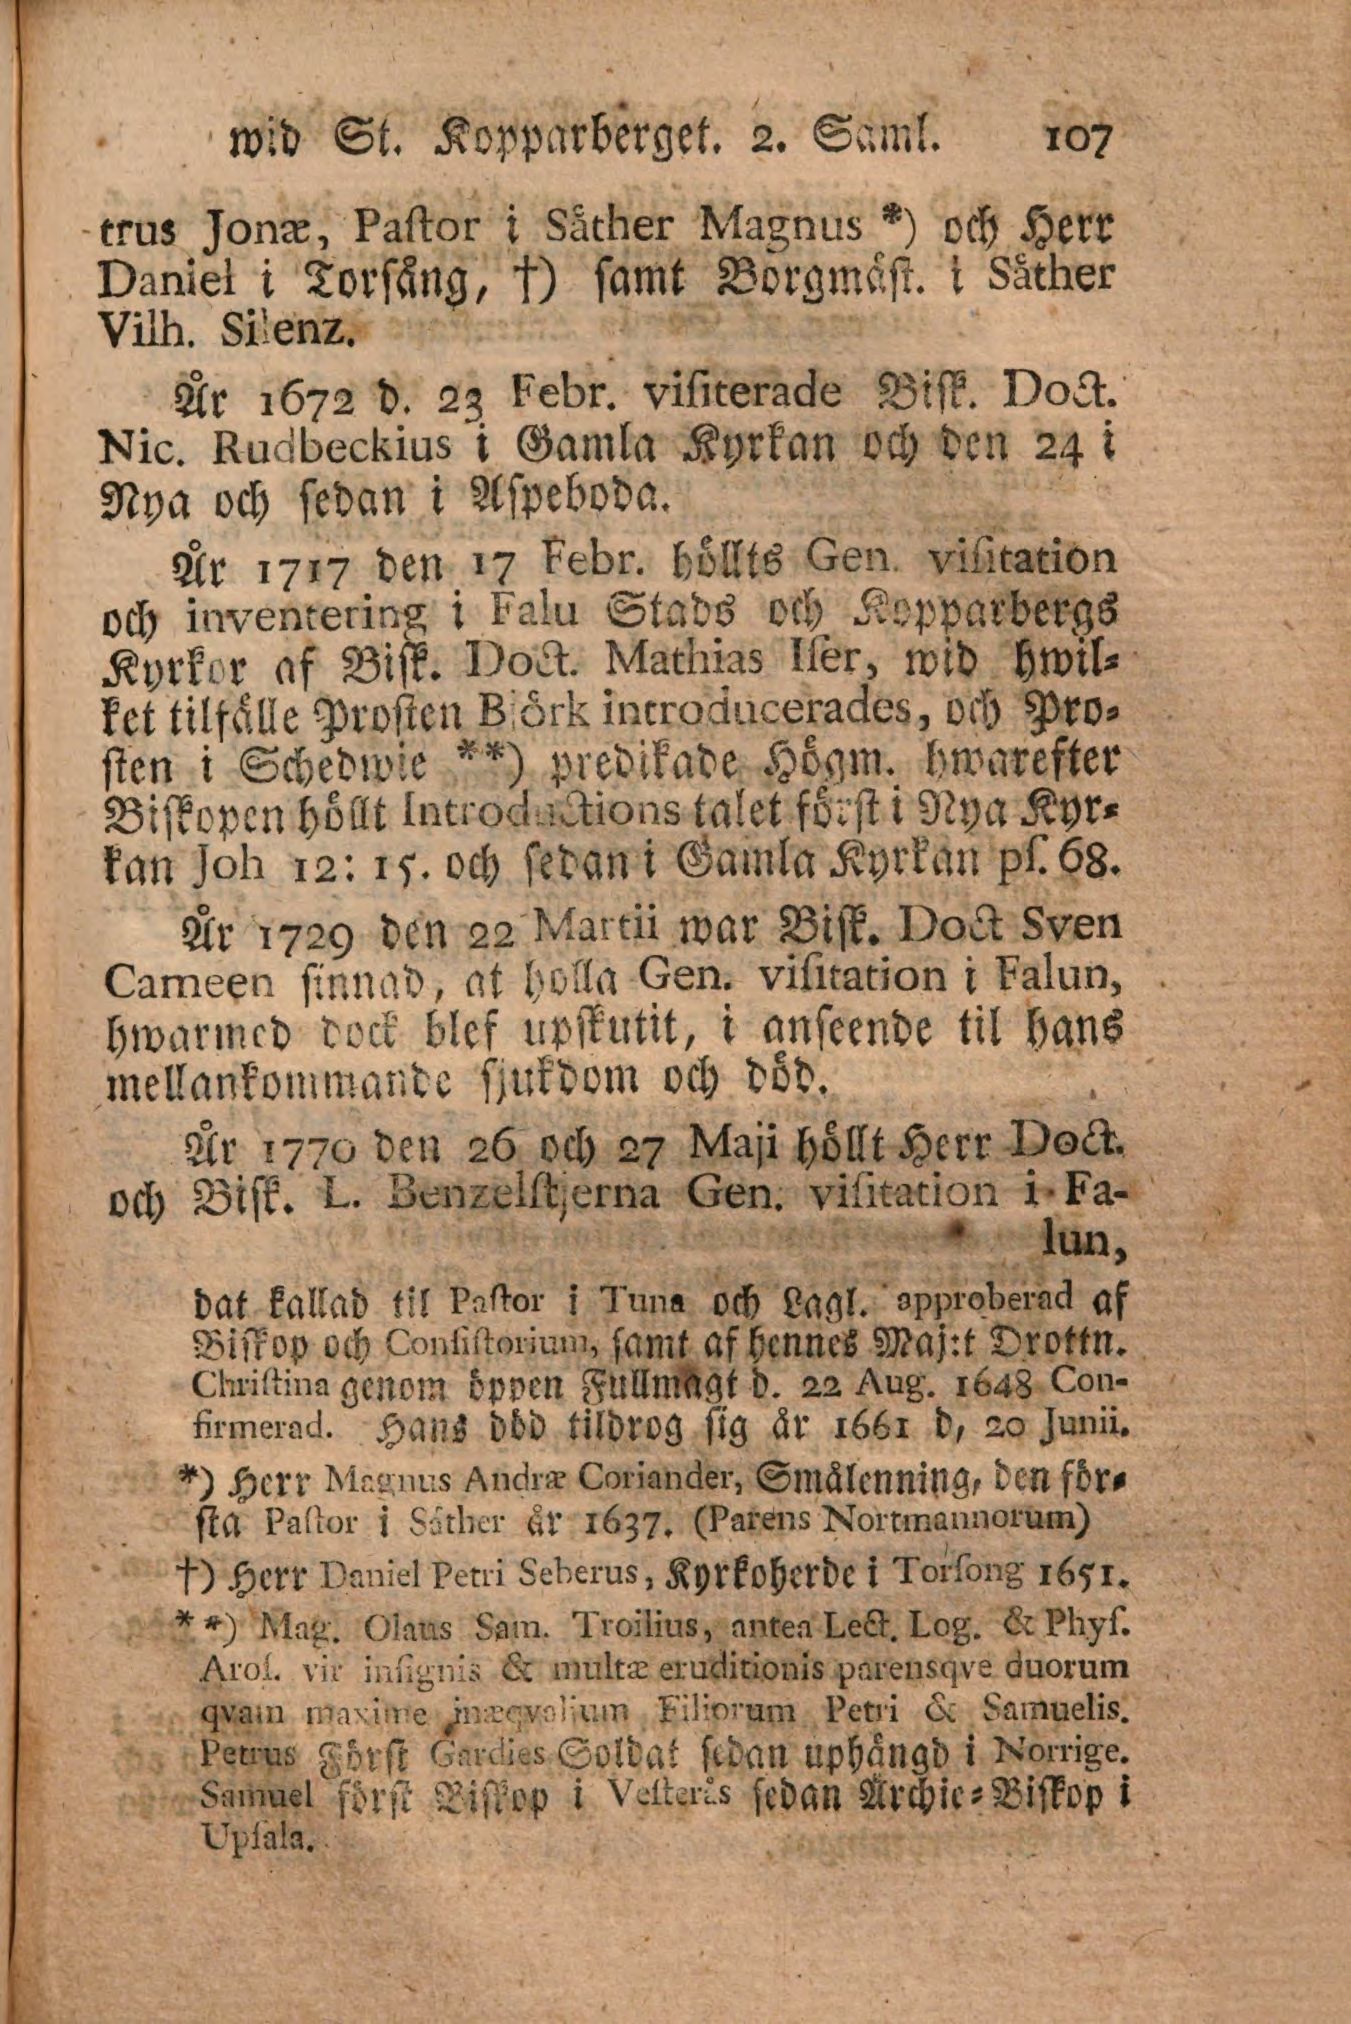 wid St. Kopparberget. 2. Saml. 107
trus Jonæ, Paſtor i Såther Magnus *) och Herr
Daniel i Torſång, †) ſamt Borgmäſt. i Såther
Vilh. Silenz.
År 1672 d. 23 Febr. viſiterade Biſk. Doct.
Nic. Rudbeckius i Gamla Kyrkan och den 24 i
Nya och ſedan i Aſpeboda.
År 1717 den 17 Febr. höllts Gen. viſitation
och inventering i Falu Stads och Kopparbergs
Kyrkor af Biſk. Doct. Mathias Iſer, wid hwil-
ket tilfälle Proſten Björk introducerades, och Pro-
ſten i Schedwie **) predikade Högm. hwarefter
Biſkopen höllt Introductions talet förſt i Nya Kyr-
kan Joh 12: 15. och ſedan i Gamla Kyrkan pſ. 68.
År 1729 den 22 Martii war Biſk. Doct Sven
Cameen ſinnad, at holla Gen. viſitation i Falun,
hwarmed dock blef upſkutit, i anſeende til hans
mellankommande ſjukdom och död.
År 1770 den 26 och 27 Maji höllt Herr Doct.
och Biſk. L. Benzelſtjerna Gen. viſitation i Fa-
lun,
dat kallad til Paſtor i Tuna och Lagl. approberad af
Biſkop och Conſiſtorium, ſamt af hennes Maj:t Drottn.
Chriſtina genom öppen Fullmagt d. 22 Aug. 1648 Con-
firmerad. Hans död tildrog ſig år 1661 d, 20 Junii.
*) Herr Magnus Andræ Coriander, Smålenning, den för-
ſta Paſtor i Såther år 1637. (Parens Nortmannorum)
†) Herr Daniel Petri Seberus, Kyrkoherde i Torſong 1651.
**) Mag. Olaus Sam. Troilius, antea Lect. Log. & Phyſ.
Aroſ. vir inſignis & multæ eruditionis parensqve duorum
qvam maxime inæqvalium Filiorum Petri & Samuelis.
Petrus Förſt Gardies Soldat ſedan uphängd i Norrige.
Samuel förſt Biſkop i Veſterås ſedan Archie-Biſkop i
Upſala.